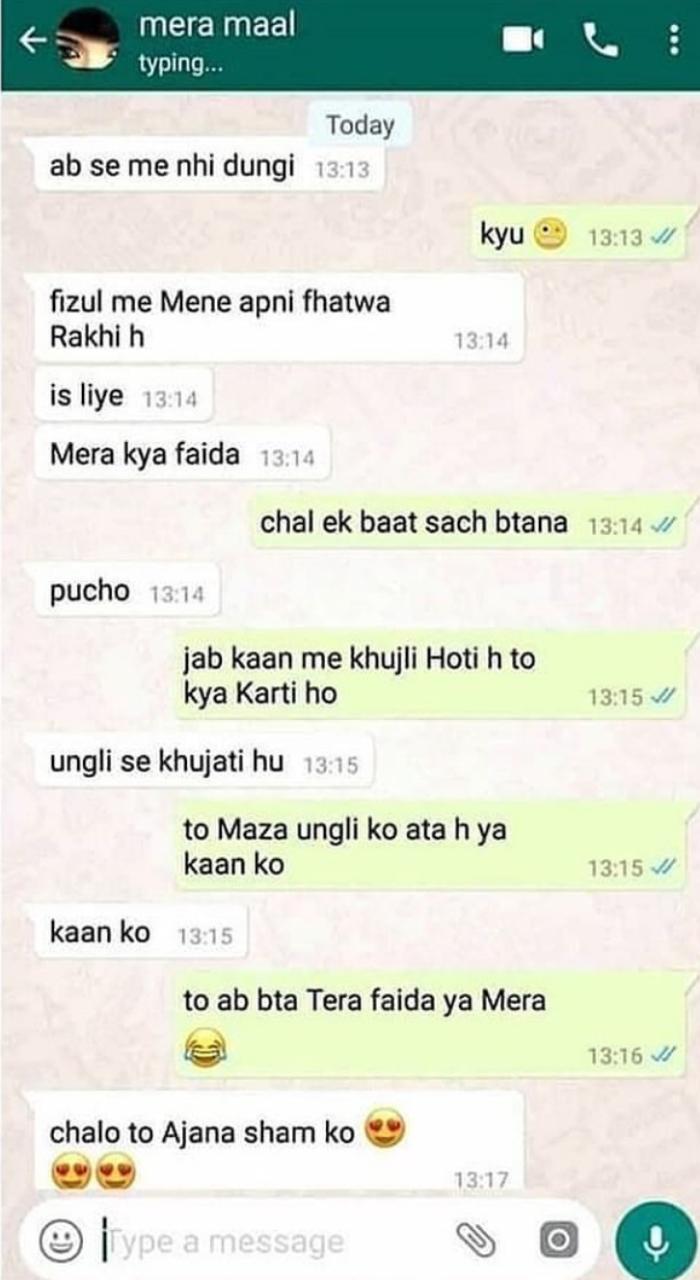 mera maal
typing...
Today
ab se me nhi dungi 13:13
kyu 😐 13:13
fizul me Mene apni fhatwa
Rakhi h 13:14
is liye 13:14
Mera kya faida 13:14
chal ek baat sach btana 13:14
pucho 13:14
jab kaan me khujli Hoti h to
kya Karti ho 13:15
ungli se khujati hu 13:15
to Maza ungli ko ata h ya
kaan ko 13:15
kaan ko 13:15
to ab bta Tera faida ya Mera
😂 13:16
chalo to Ajana sham ko 😍
😍😍 13:17
Type a message